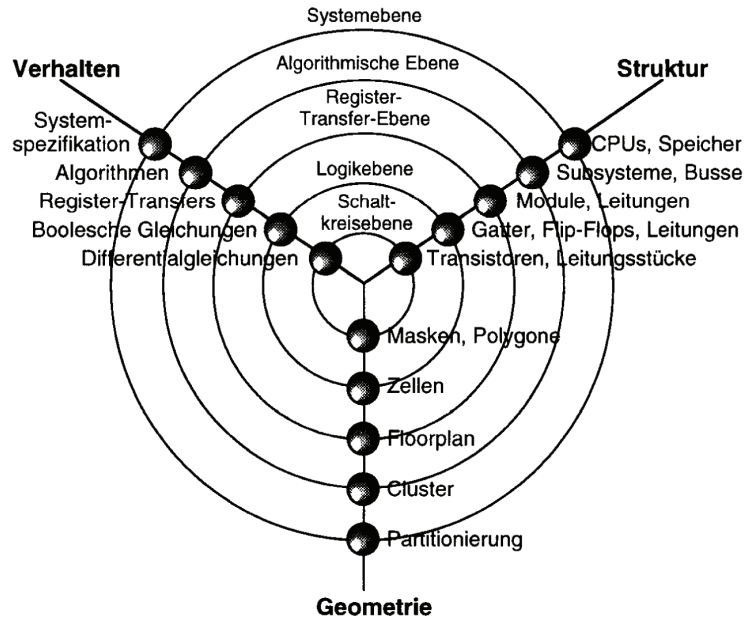 Systemebene
Verhalten
Algorithmische Ebene
Struktur
Register-
Transfer-Ebene
System-
spezifikation
CPUs, Speicher
Algorithmen
Logikebene
Subsysteme, Busse
Register-Transfers
Schalt-
kreisebene
Module, Leitungen
Boolesche Gleichungen
Gatter, Flip-Flops, Leitungen
Differentialgleichungen
Transistoren, Leitungsstücke
Masken, Polygone
Zellen
Floorplan
Cluster
Partitionierung
Geometrie